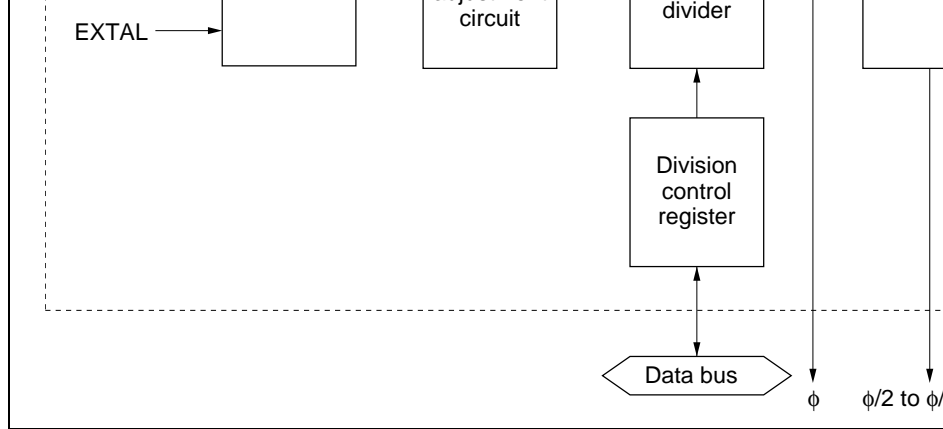 circuit
divider
EXTAL
Division
control
register
Data bus
ϕ
ϕ/2 to ϕ/